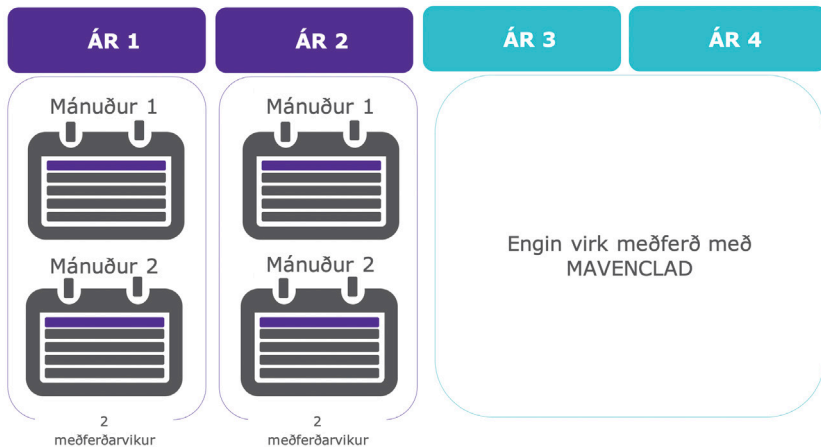 ÁR 1
ÁR 2
ÁR 3
ÁR 4
Mánuður 1
Mánuður 2
2
meðferðarvikur
Mánuður 1
Mánuður 2
2
meðferðarvikur
Engin virk meðferð með
MAVENCLAD